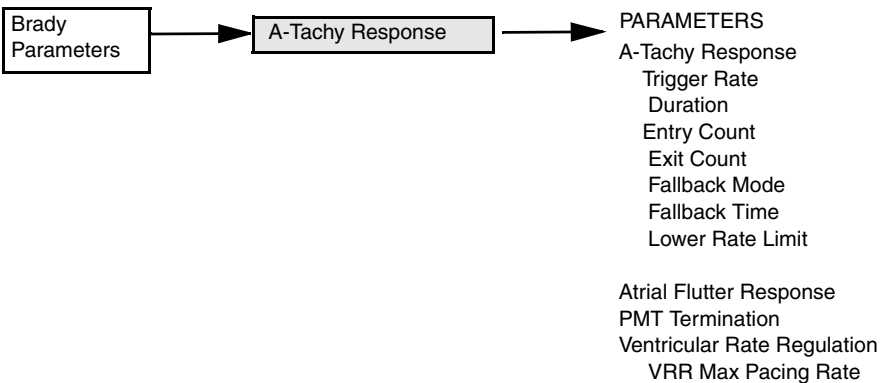 Brady
Parameters
A-Tachy Response
PARAMETERS
A-Tachy Response
Trigger Rate
Duration
Entry Count
Exit Count
Fallback Mode
Fallback Time
Lower Rate Limit
Atrial Flutter Response
PMT Termination
Ventricular Rate Regulation
VRR Max Pacing Rate